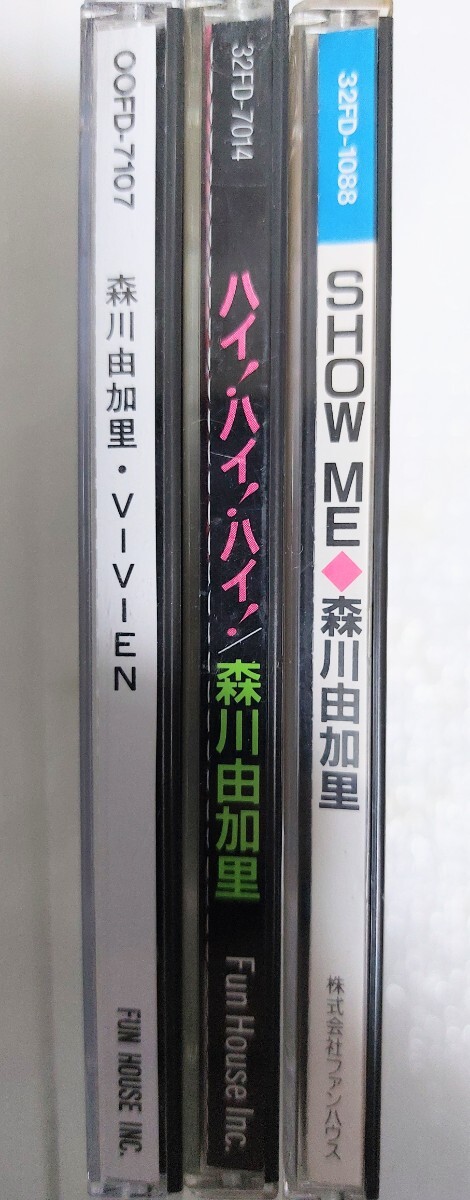 00FD-7107 森川由加里・VIVIEN FUN HOUSE INC.
32FD-7014 ハイ!・ハイ!・ハイ!/森川由加里 Fun House Inc.
32FD-1088 SHOW ME◆森川由加里 株式会社ファンハウス